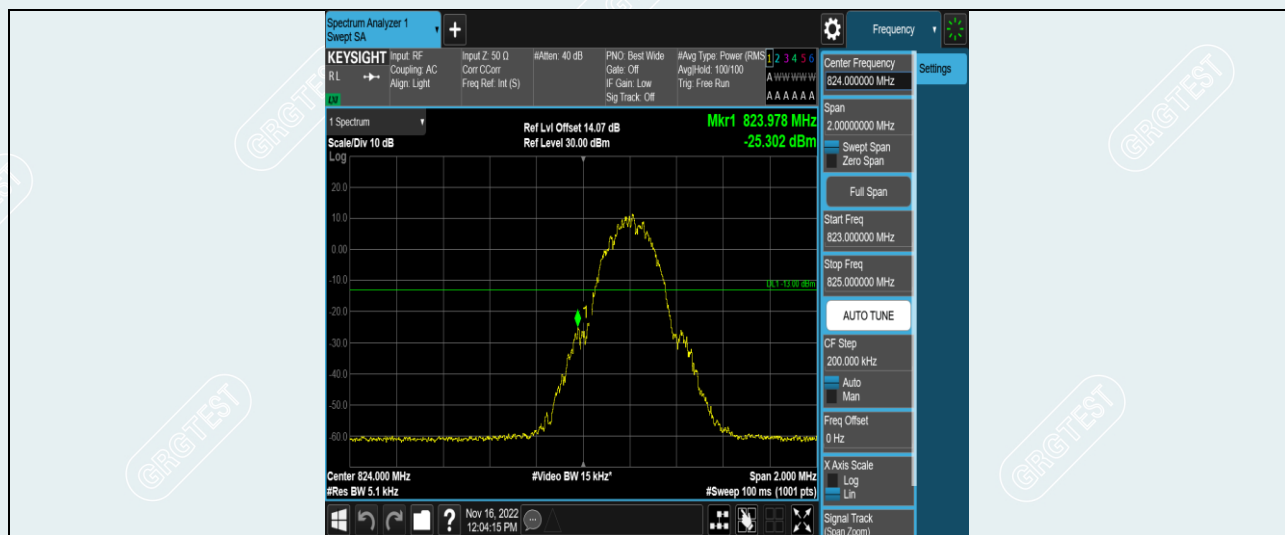 Spectrum Analyzer 1
Swept SA
+
Frequency
KEYSIGHT
RL
LNI
Input: RF
Coupling: AC
Align: Light
Input Z: 50 Ω
Corr CCorr
Freq Ref: Int (S)
#Atten: 40 dB
PNO: Best Wide
Gate: Off
IF Gain: Low
Sig Track: Off
#Avg Type: Power (RMS
Avg|Hold: 100/100
Trig: Free Run
1 2 3 4 5 6
A W W W W W
A A A A A A
1 Spectrum
Scale/Div 10 dB
Log
Ref Lvl Offset 14.07 dB
Ref Level 30.00 dBm
Mkr1 823.978 MHz
-25.302 dBm
20.0
10.0
0.00
-10.0
-20.0
-30.0
-40.0
-50.0
-60.0
DL1 -13.00 dBm
1
Center 824.000 MHz
#Res BW 5.1 kHz
#Video BW 15 kHz*
Span 2.000 MHz
#Sweep 100 ms (1001 pts)
Nov 16, 2022
12:04:15 PM
?
Center Frequency
824.000000 MHz
Settings
Span
2.00000000 MHz
Swept Span
Zero Span
Full Span
Start Freq
823.000000 MHz
Stop Freq
825.000000 MHz
AUTO TUNE
CF Step
200.000 kHz
Auto
Man
Freq Offset
0 Hz
X Axis Scale
Log
Lin
Signal Track
(Span Zoom)
GRGTEST
GRGTEST
GRGTEST
GRGTEST